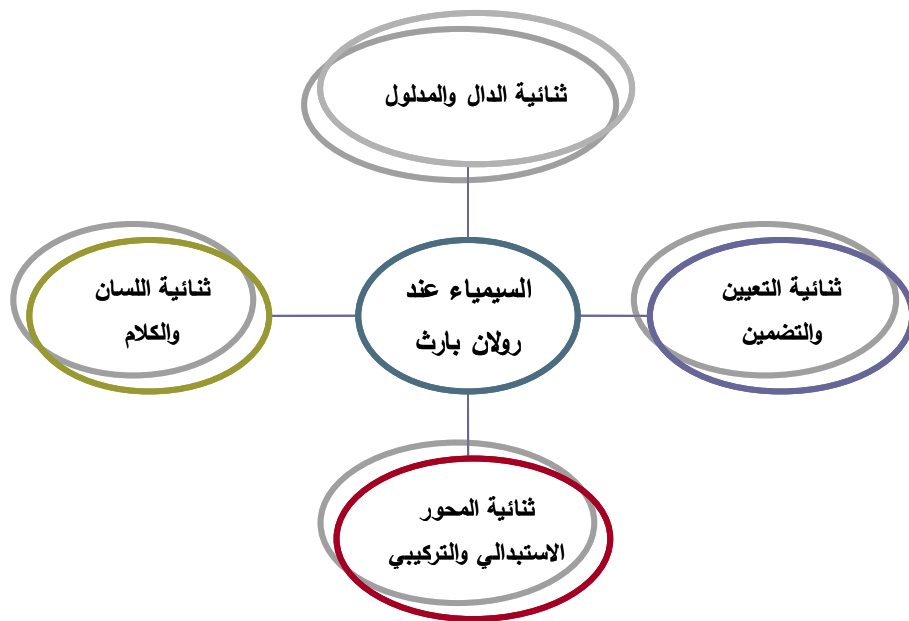 ثنائية الدال والمدلول
السيمياء عند
رولان بارث
ثنائية التعيين
والتضمين
ثنائية اللسان
والكلام
ثنائية المحور
الاستبدالي والتركيبي